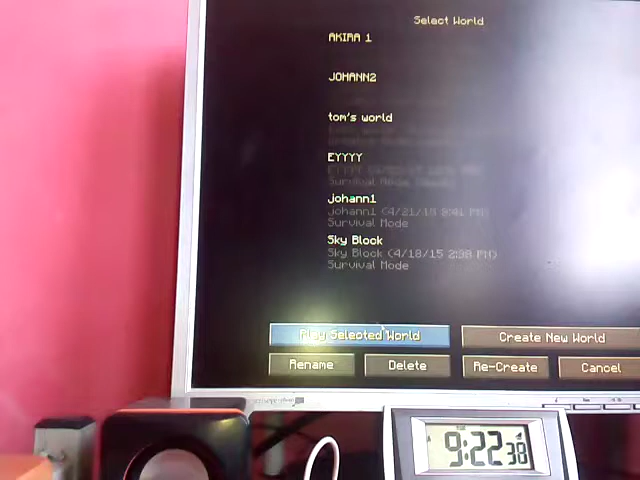 Select World
AKIRA 1
JOHANN2
tom's world
EYYYY
Survival Mode
Johann1
Johann1 (4/21/15 9:41 PM)
Survival Mode
Sky Block
Sky Block (4/18/15 2:38 PM)
Survival Mode
Play Selected World
Create New World
Rename
Delete
Re-Create
Cancel
9:22 38